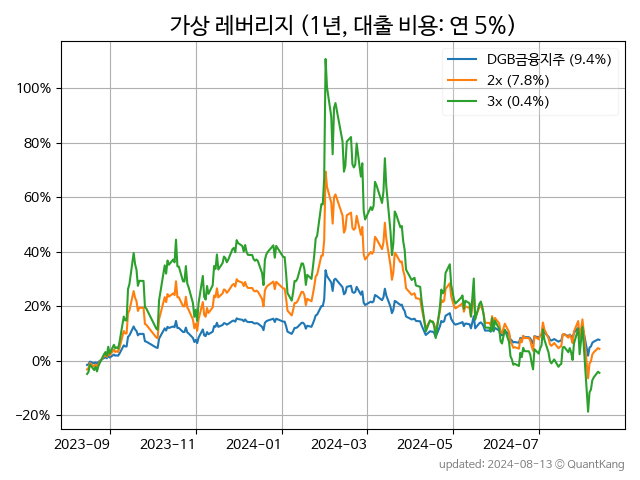 가상 레버리지 (1년, 대출 비용: 연 5%)
DGB금융지주 (9.4%)
2x (7.8%)
3x (0.4%)
100%
80%
60%
40%
20%
0%
−20%
2023-09
2023-11
2024-01
2024-03
2024-05
2024-07
updated: 2024-08-13 ⓒ QuantKang